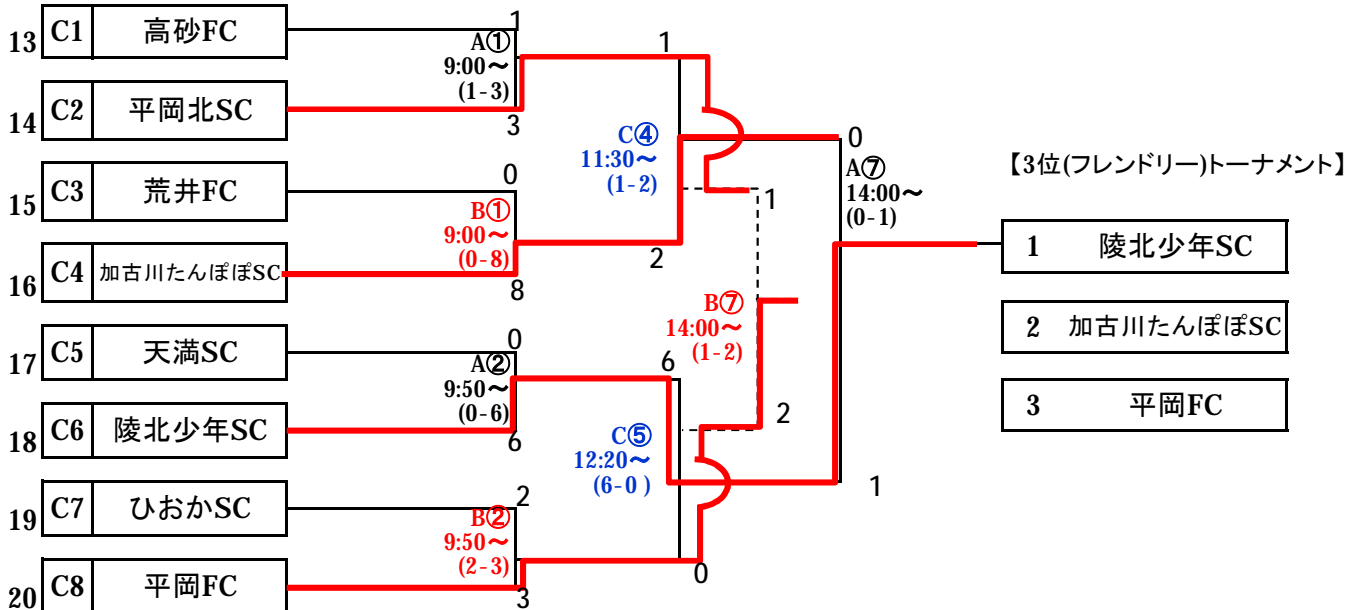 13 C1 高砂FC 1
A① 1
9:00～
(1-3)
14 C2 平岡北SC 3
C④ 0
11:30～
(1-2)
A⑦
14:00～
(0-1)
【3位(フレンドリー)トーナメント】
15 C3 荒井FC 0
1
B①
9:00～
(0-8)
2
1 陵北少年SC
16 C4 加古川たんぽぽSC 8
B⑦
14:00～
(1-2)
2 加古川たんぽぽSC
17 C5 天満SC 0
A② 6
9:50～
(0-6)
2
3 平岡FC
18 C6 陵北少年SC 6
C⑤
12:20～
(6-0 )
1
19 C7 ひおかSC 2
B②
9:50～
(2-3)
0
20 C8 平岡FC 3